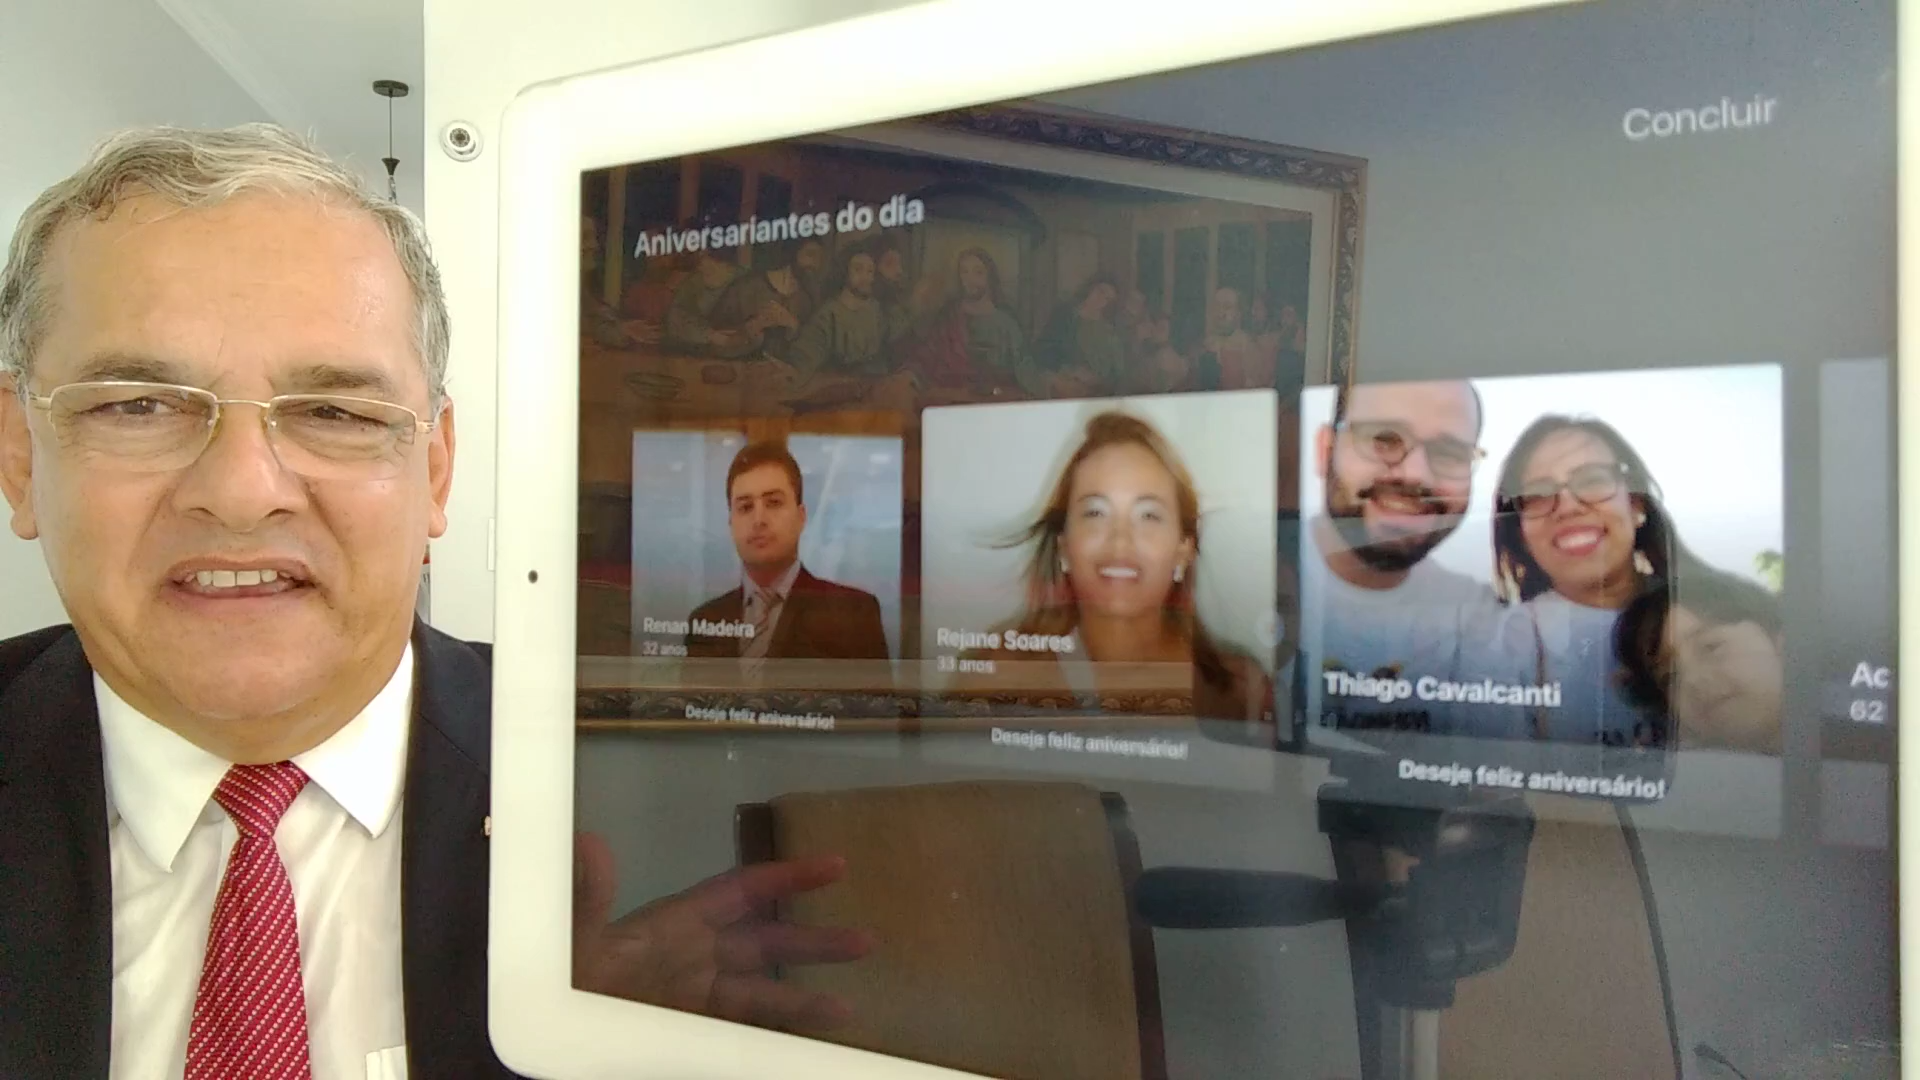 Concluir
Aniversariantes do dia
Renan Madeira
32 anos
Deseje feliz aniversário!
Rejane Soares
33 anos
Deseje feliz aniversário!
Thiago Cavalcanti
Deseje feliz aniversário!
Ac
62